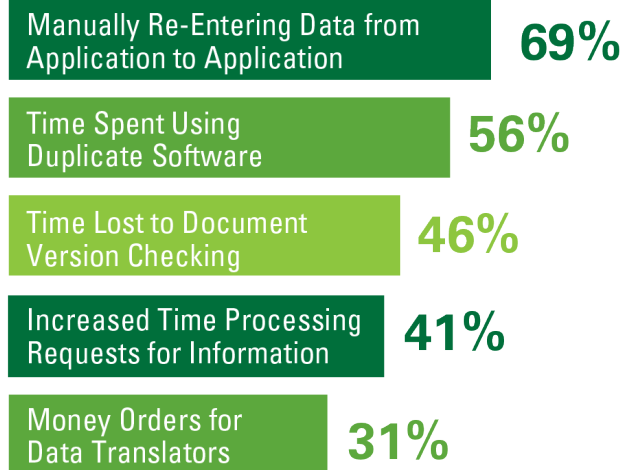 Manually Re-Entering Data from
Application to Application
69%
Time Spent Using
Duplicate Software
56%
Time Lost to Document
Version Checking
46%
Increased Time Processing
Requests for Information
41%
Money Orders for
Data Translators
31%